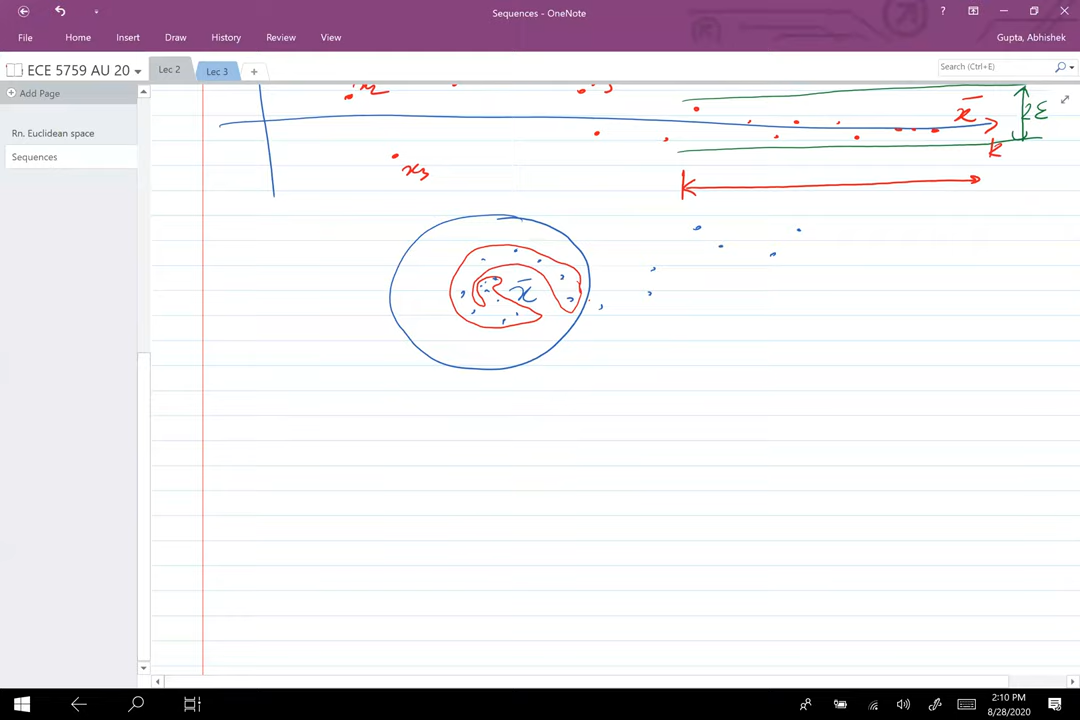 Sequences - OneNote
?
File Home Insert Draw History Review View
Gupta, Abhishek
ECE 5759 AU 20
Lec 2
Lec 3
Search (Ctrl+E)
Add Page
Rn. Euclidean space
Sequences
x̄
2ε
k
x₃
K
x̄
2:10 PM
8/28/2020